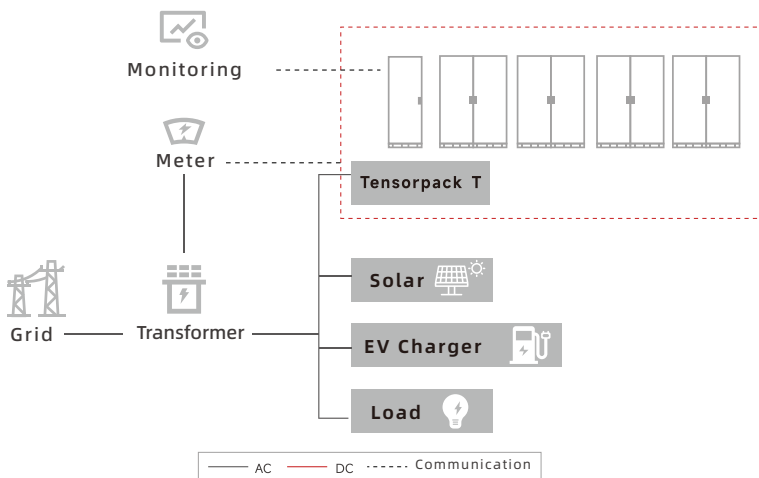 Monitoring
Meter
Tensorpack T
Solar
Grid
Transformer
EV Charger
Load
AC
DC
Communication